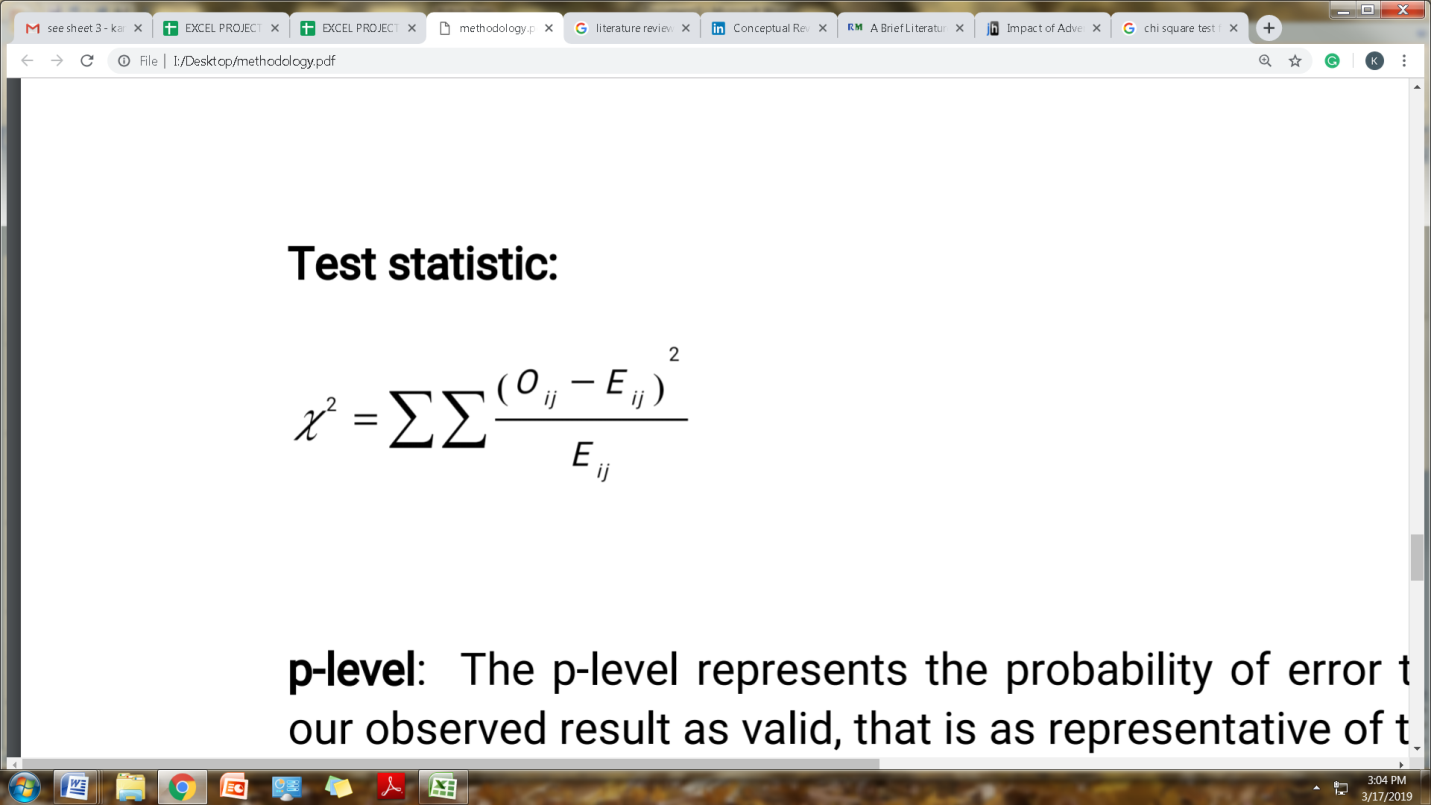 see sheet 3 - kar
EXCEL PROJECT
EXCEL PROJECT
methodology.p
literature review
Conceptual Rev
RM A Brief Literatur
Impact of Adve
chi square test
File | I:/Desktop/methodology.pdf
K
Test statistic:
χ² = ∑∑ (O ij − E ij)² / E ij
p-level: The p-level represents the probability of error t
our observed result as valid, that is as representative of t
3:04 PM
3/17/2019